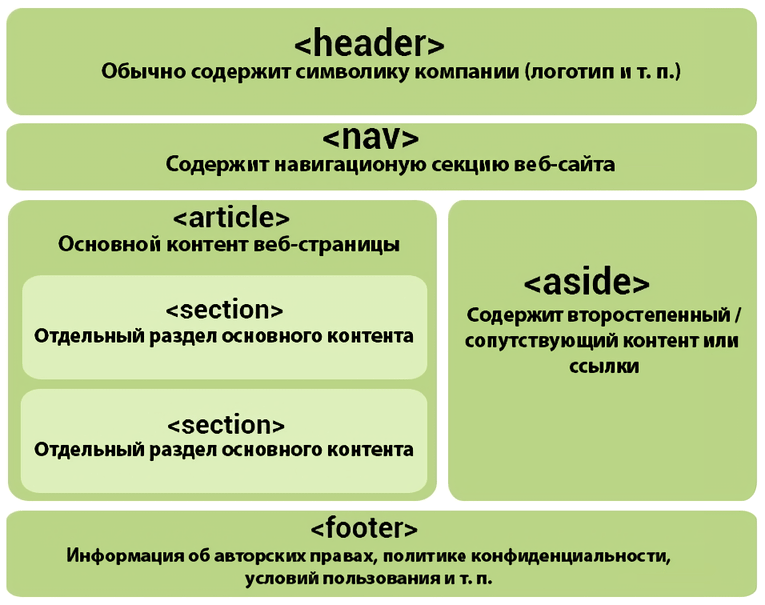 <header>
Обычно содержит символику компании (логотип и т. п.)
<nav>
Содержит навигационую секцию веб-сайта
<article>
Основной контент веб-страницы
<section>
Отдельный раздел основного контента
<section>
Отдельный раздел основного контента
<aside>
Содержит второстепенный /
сопутствующий контент или
ссылки
<footer>
Информация об авторских правах, политике конфиденциальности,
условий пользования и т. п.